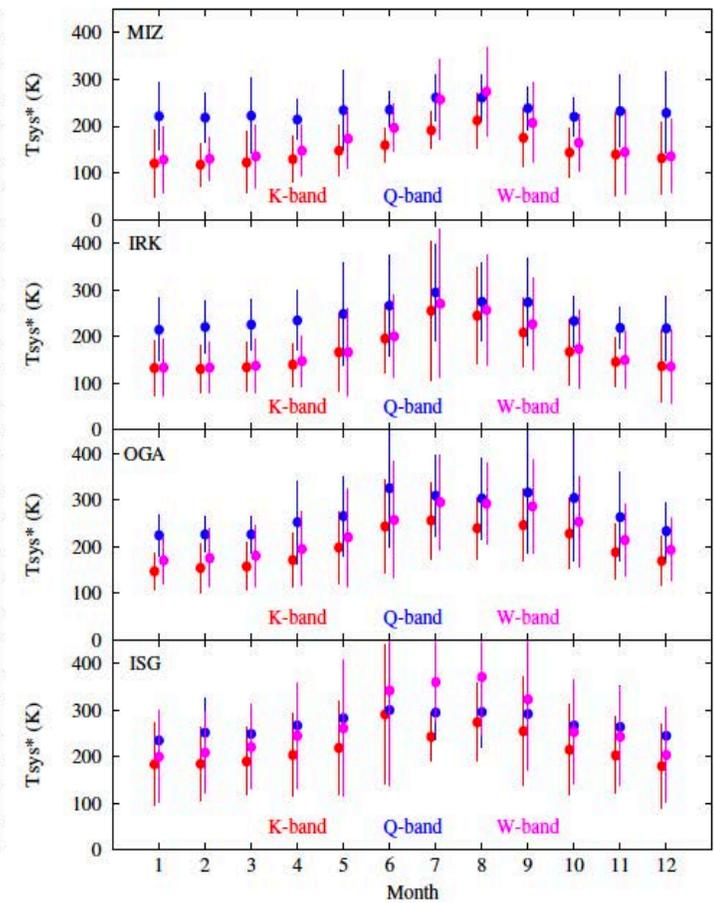 MIZ
400
300
200
100
0
Tsys* (K)
K-band Q-band W-band
IRK
400
300
200
100
0
Tsys* (K)
K-band Q-band W-band
OGA
400
300
200
100
0
Tsys* (K)
K-band Q-band W-band
ISG
400
300
200
100
0
Tsys* (K)
K-band Q-band W-band
1 2 3 4 5 6 7 8 9 10 11 12
Month